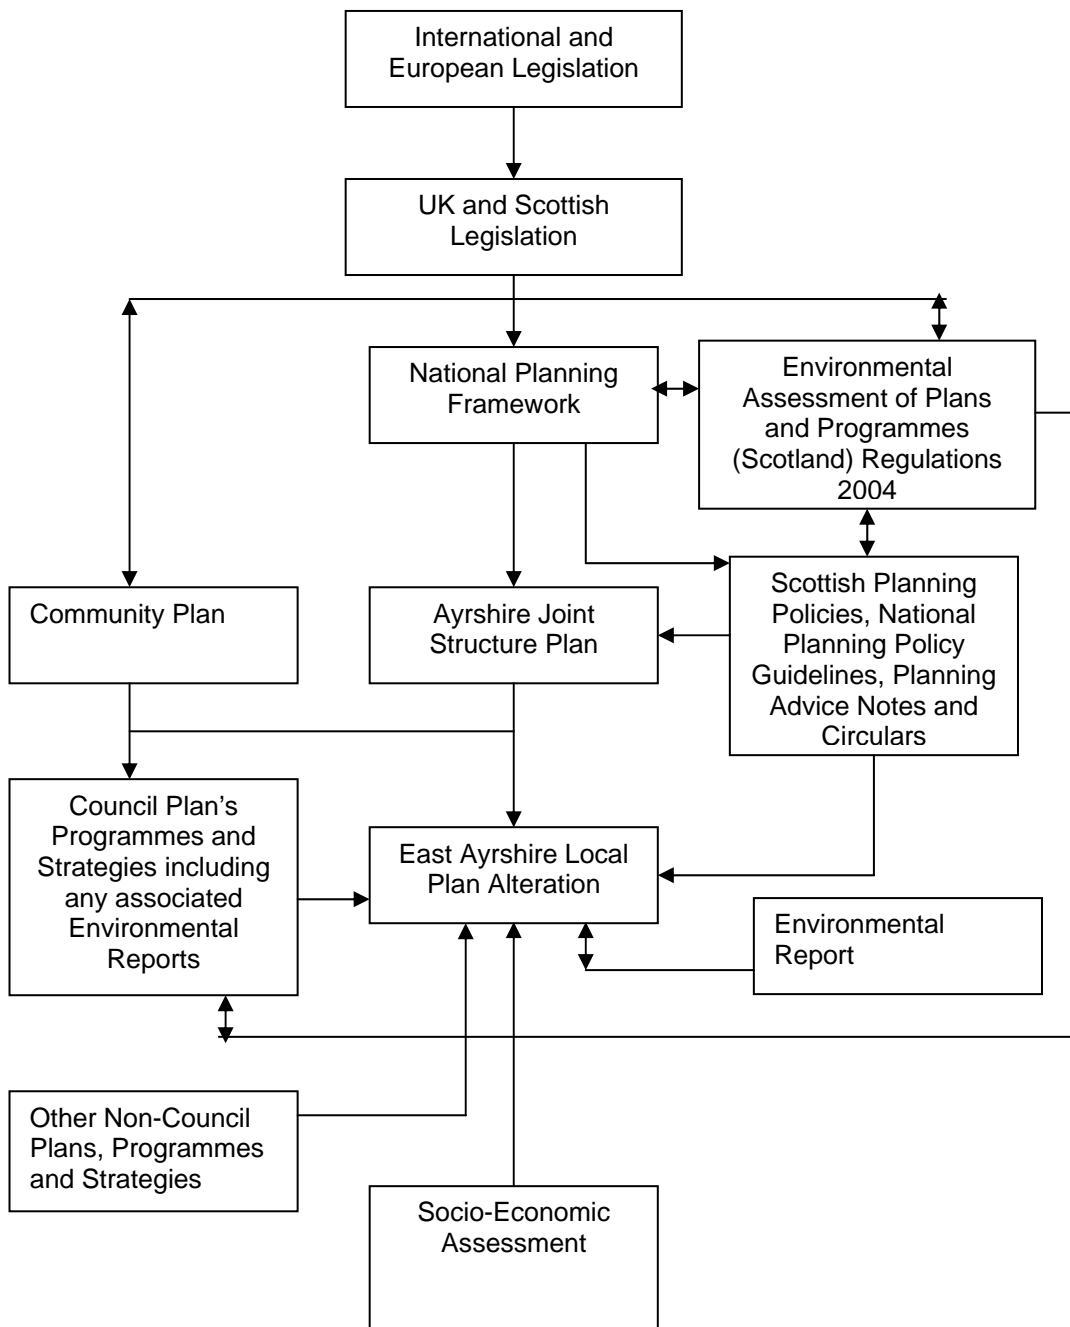 International and
European Legislation
UK and Scottish
Legislation
National Planning
Framework
Environmental
Assessment of Plans
and Programmes
(Scotland) Regulations
2004
Community Plan
Ayrshire Joint
Structure Plan
Scottish Planning
Policies, National
Planning Policy
Guidelines, Planning
Advice Notes and
Circulars
Council Plan’s
Programmes and
Strategies including
any associated
Environmental
Reports
East Ayrshire Local
Plan Alteration
Environmental
Report
Other Non-Council
Plans, Programmes
and Strategies
Socio-Economic
Assessment